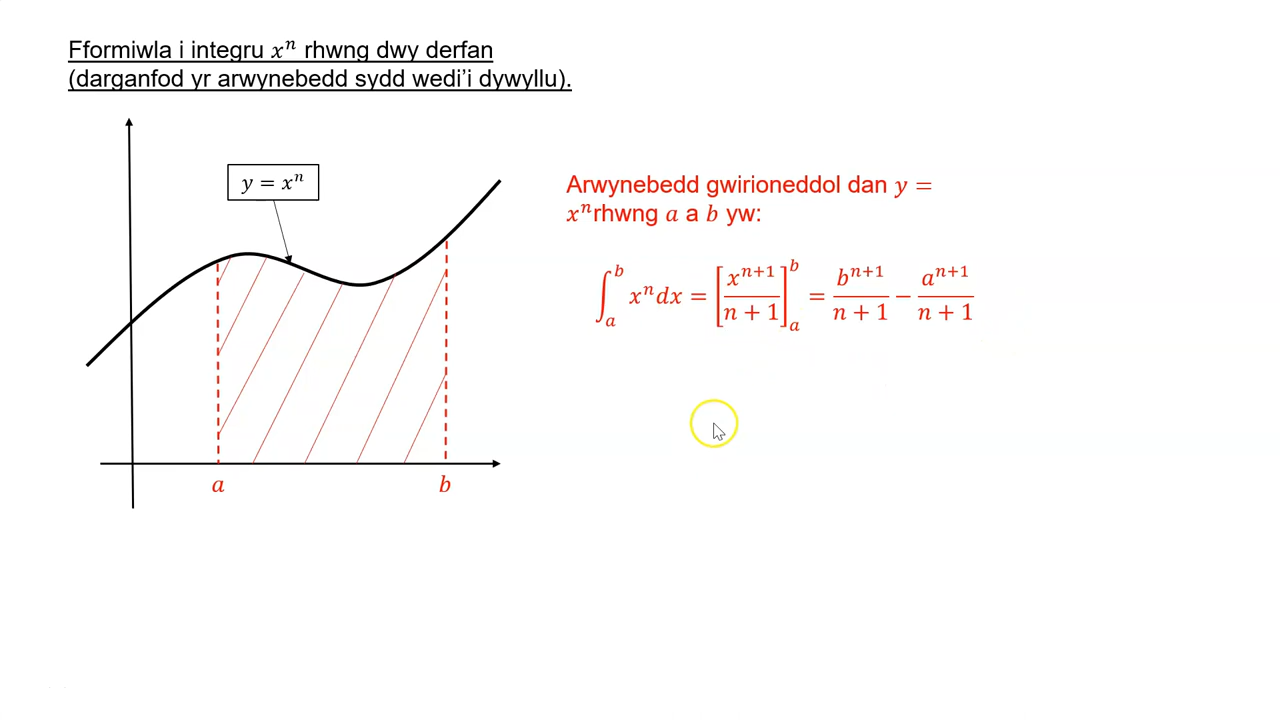 Fformiwla i integru xⁿ rhwng dwy derfan
(darganfod yr arwynebedd sydd wedi'i dywyllu).
y = xⁿ
Arwynebedd gwirioneddol dan y =
xⁿrhwng a a b yw:
∫ₐᵇ xⁿdx = [xⁿ⁺¹/(n + 1)]ₐᵇ = bⁿ⁺¹/(n + 1) − aⁿ⁺¹/(n + 1)
a b